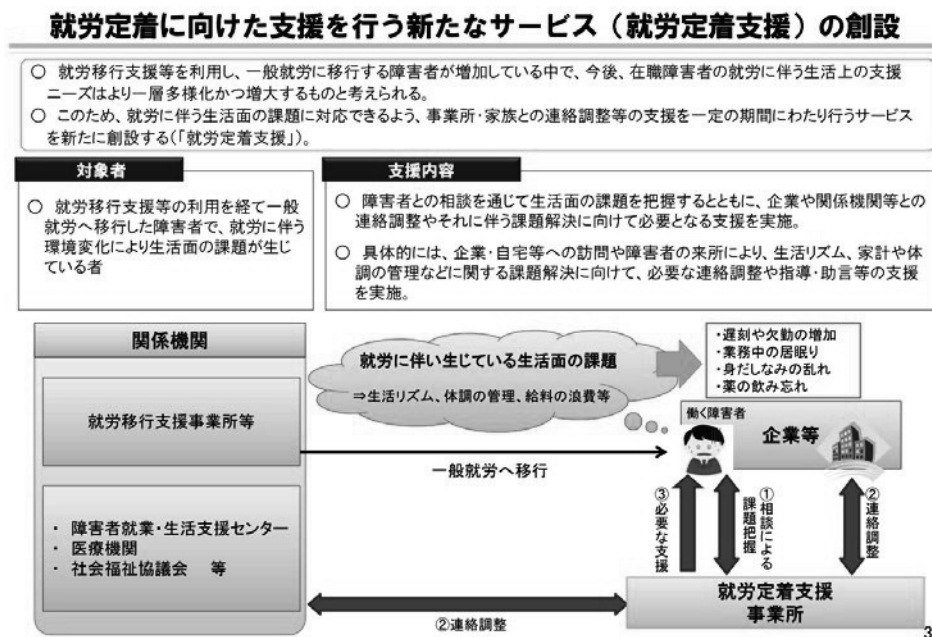 就労定着に向けた支援を行う新たなサービス(就労定着支援)の創設
○ 就労移行支援等を利用し、一般就労に移行する障害者が増加している中で、今後、在職障害者の就労に伴う生活上の支援
ニーズはより一層多様化かつ増大するものと考えられる。
○ このため、就労に伴う生活面の課題に対応できるよう、事業所・家族との連絡調整等の支援を一定の期間にわたり行うサービス
を新たに創設する(「就労定着支援」)。
対象者
○ 就労移行支援等の利用を経て一般
就労へ移行した障害者で、就労に伴う
環境変化により生活面の課題が生じ
ている者
支援内容
○ 障害者との相談を通じて生活面の課題を把握するとともに、企業や関係機関等との
連絡調整やそれに伴う課題解決に向けて必要となる支援を実施。
○ 具体的には、企業・自宅等への訪問や障害者の来所により、生活リズム、家計や体
調の管理などに関する課題解決に向けて、必要な連絡調整や指導・助言等の支援
を実施。
関係機関
就労移行支援事業所等
・ 障害者就業・生活支援センター
・ 医療機関
・ 社会福祉協議会 等
就労に伴い生じている生活面の課題
⇒生活リズム、体調の管理、給料の浪費等
・遅刻や欠勤の増加
・業務中の居眠り
・身だしなみの乱れ
・薬の飲み忘れ
働く障害者
企業等
一般就労へ移行
③必要な支援
①相談による
課題把握
②連絡調整
就労定着支援
事業所
②連絡調整
3